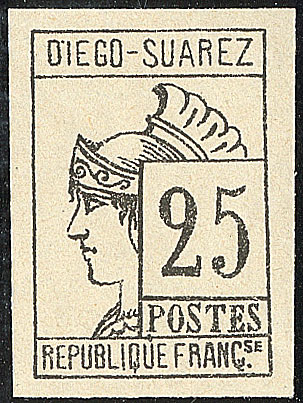 DIEGO-SUAREZ
25
POSTES
REPUBLIQUE FRANÇSE.